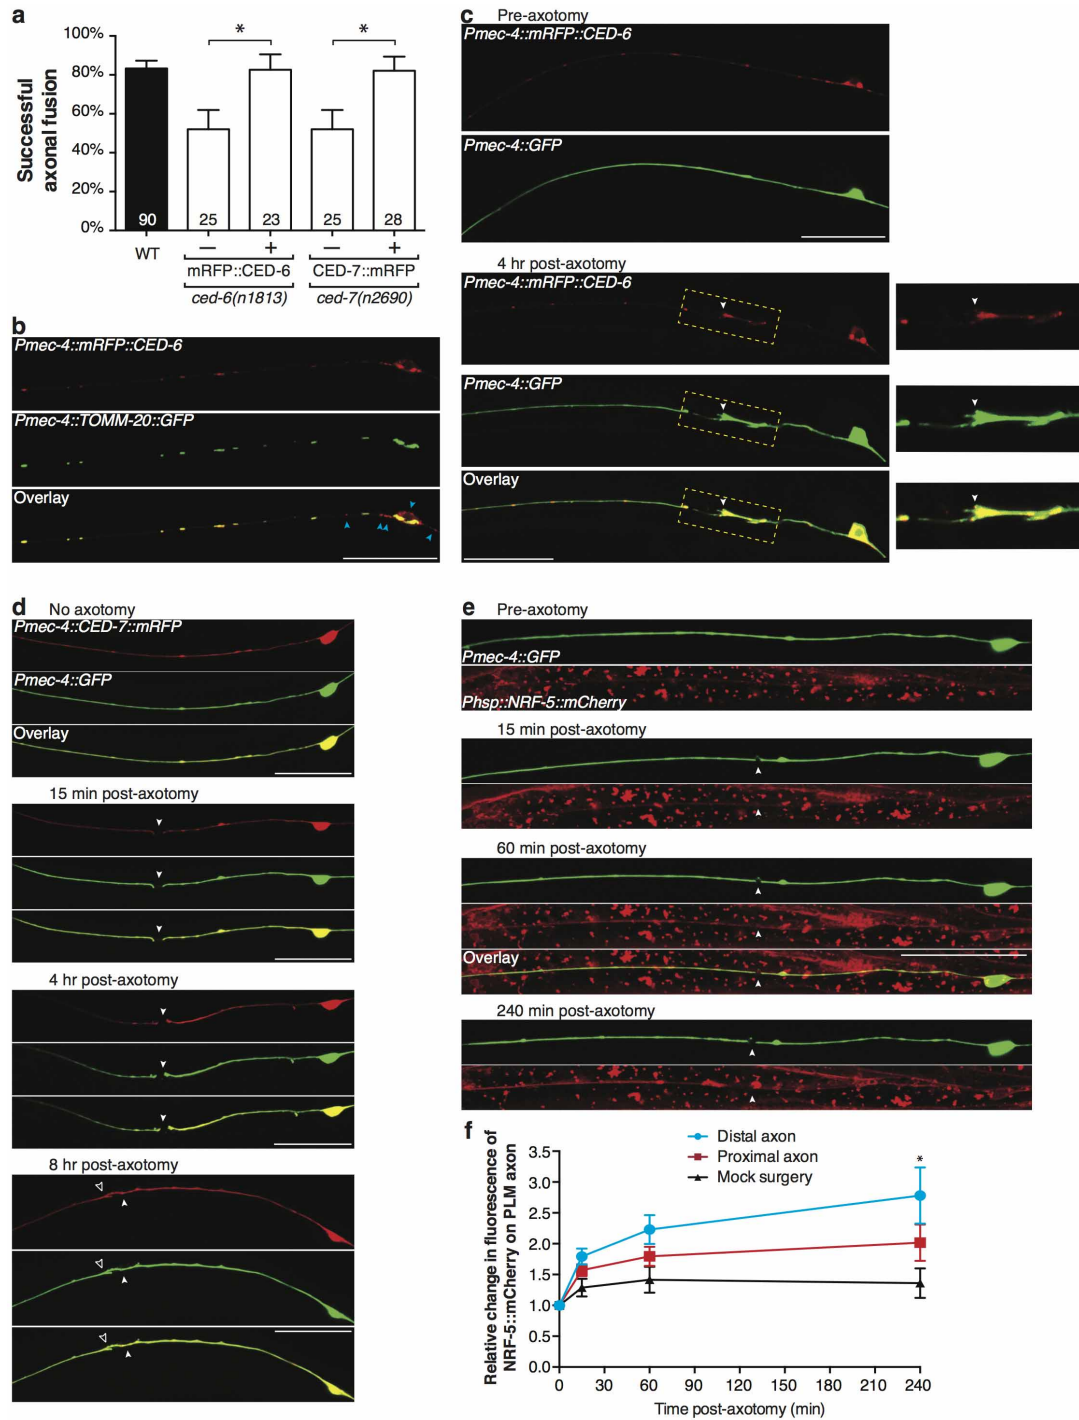 a
Successful
axonal fusion
100%
80%
60%
40%
20%
0%
*
*
90
25
23
25
28
WT
–
+
–
+
mRFP::CED-6
CED-7::mRFP
ced-6(n1813)
ced-7(n2690)
b
Pmec-4::mRFP::CED-6
Pmec-4::TOMM-20::GFP
Overlay
c
Pre-axotomy
Pmec-4::mRFP::CED-6
Pmec-4::GFP
4 hr post-axotomy
Pmec-4::mRFP::CED-6
Pmec-4::GFP
Overlay
d
No axotomy
Pmec-4::CED-7::mRFP
Pmec-4::GFP
Overlay
15 min post-axotomy
4 hr post-axotomy
8 hr post-axotomy
e
Pre-axotomy
Pmec-4::GFP
Phsp::NRF-5::mCherry
15 min post-axotomy
60 min post-axotomy
Overlay
240 min post-axotomy
f
Relative change in fluorescence of
NRF-5::mCherry on PLM axon
Distal axon
Proximal axon
Mock surgery
*
3.5
3.0
2.5
2.0
1.5
1.0
0.5
0.0
0 30 60 90 120 150 180 210 240
Time post-axotomy (min)